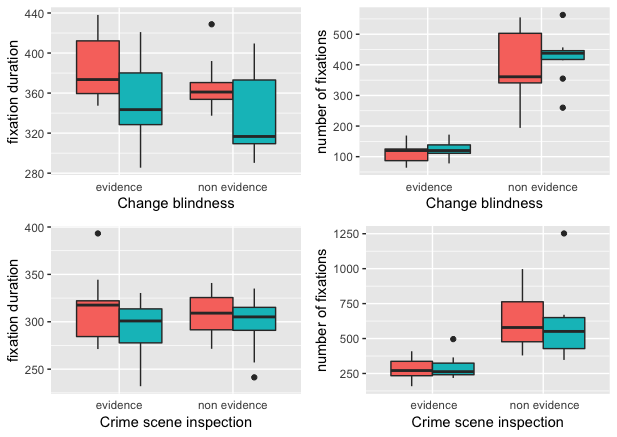 fixation duration
440
400
360
320
280
evidence
non evidence
Change blindness
number of fixations
500
400
300
200
100
evidence
non evidence
Change blindness
fixation duration
400
350
300
250
evidence
non evidence
Crime scene inspection
number of fixations
1250
1000
750
500
250
evidence
non evidence
Crime scene inspection